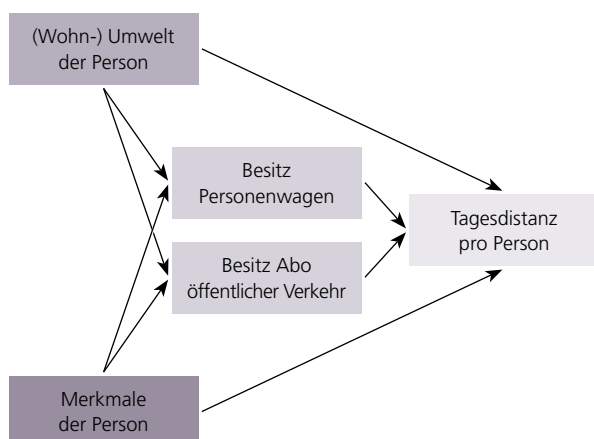 (Wohn-) Umwelt
der Person
Besitz
Personenwagen
Tagesdistanz
pro Person
Besitz Abo
öffentlicher Verkehr
Merkmale
der Person